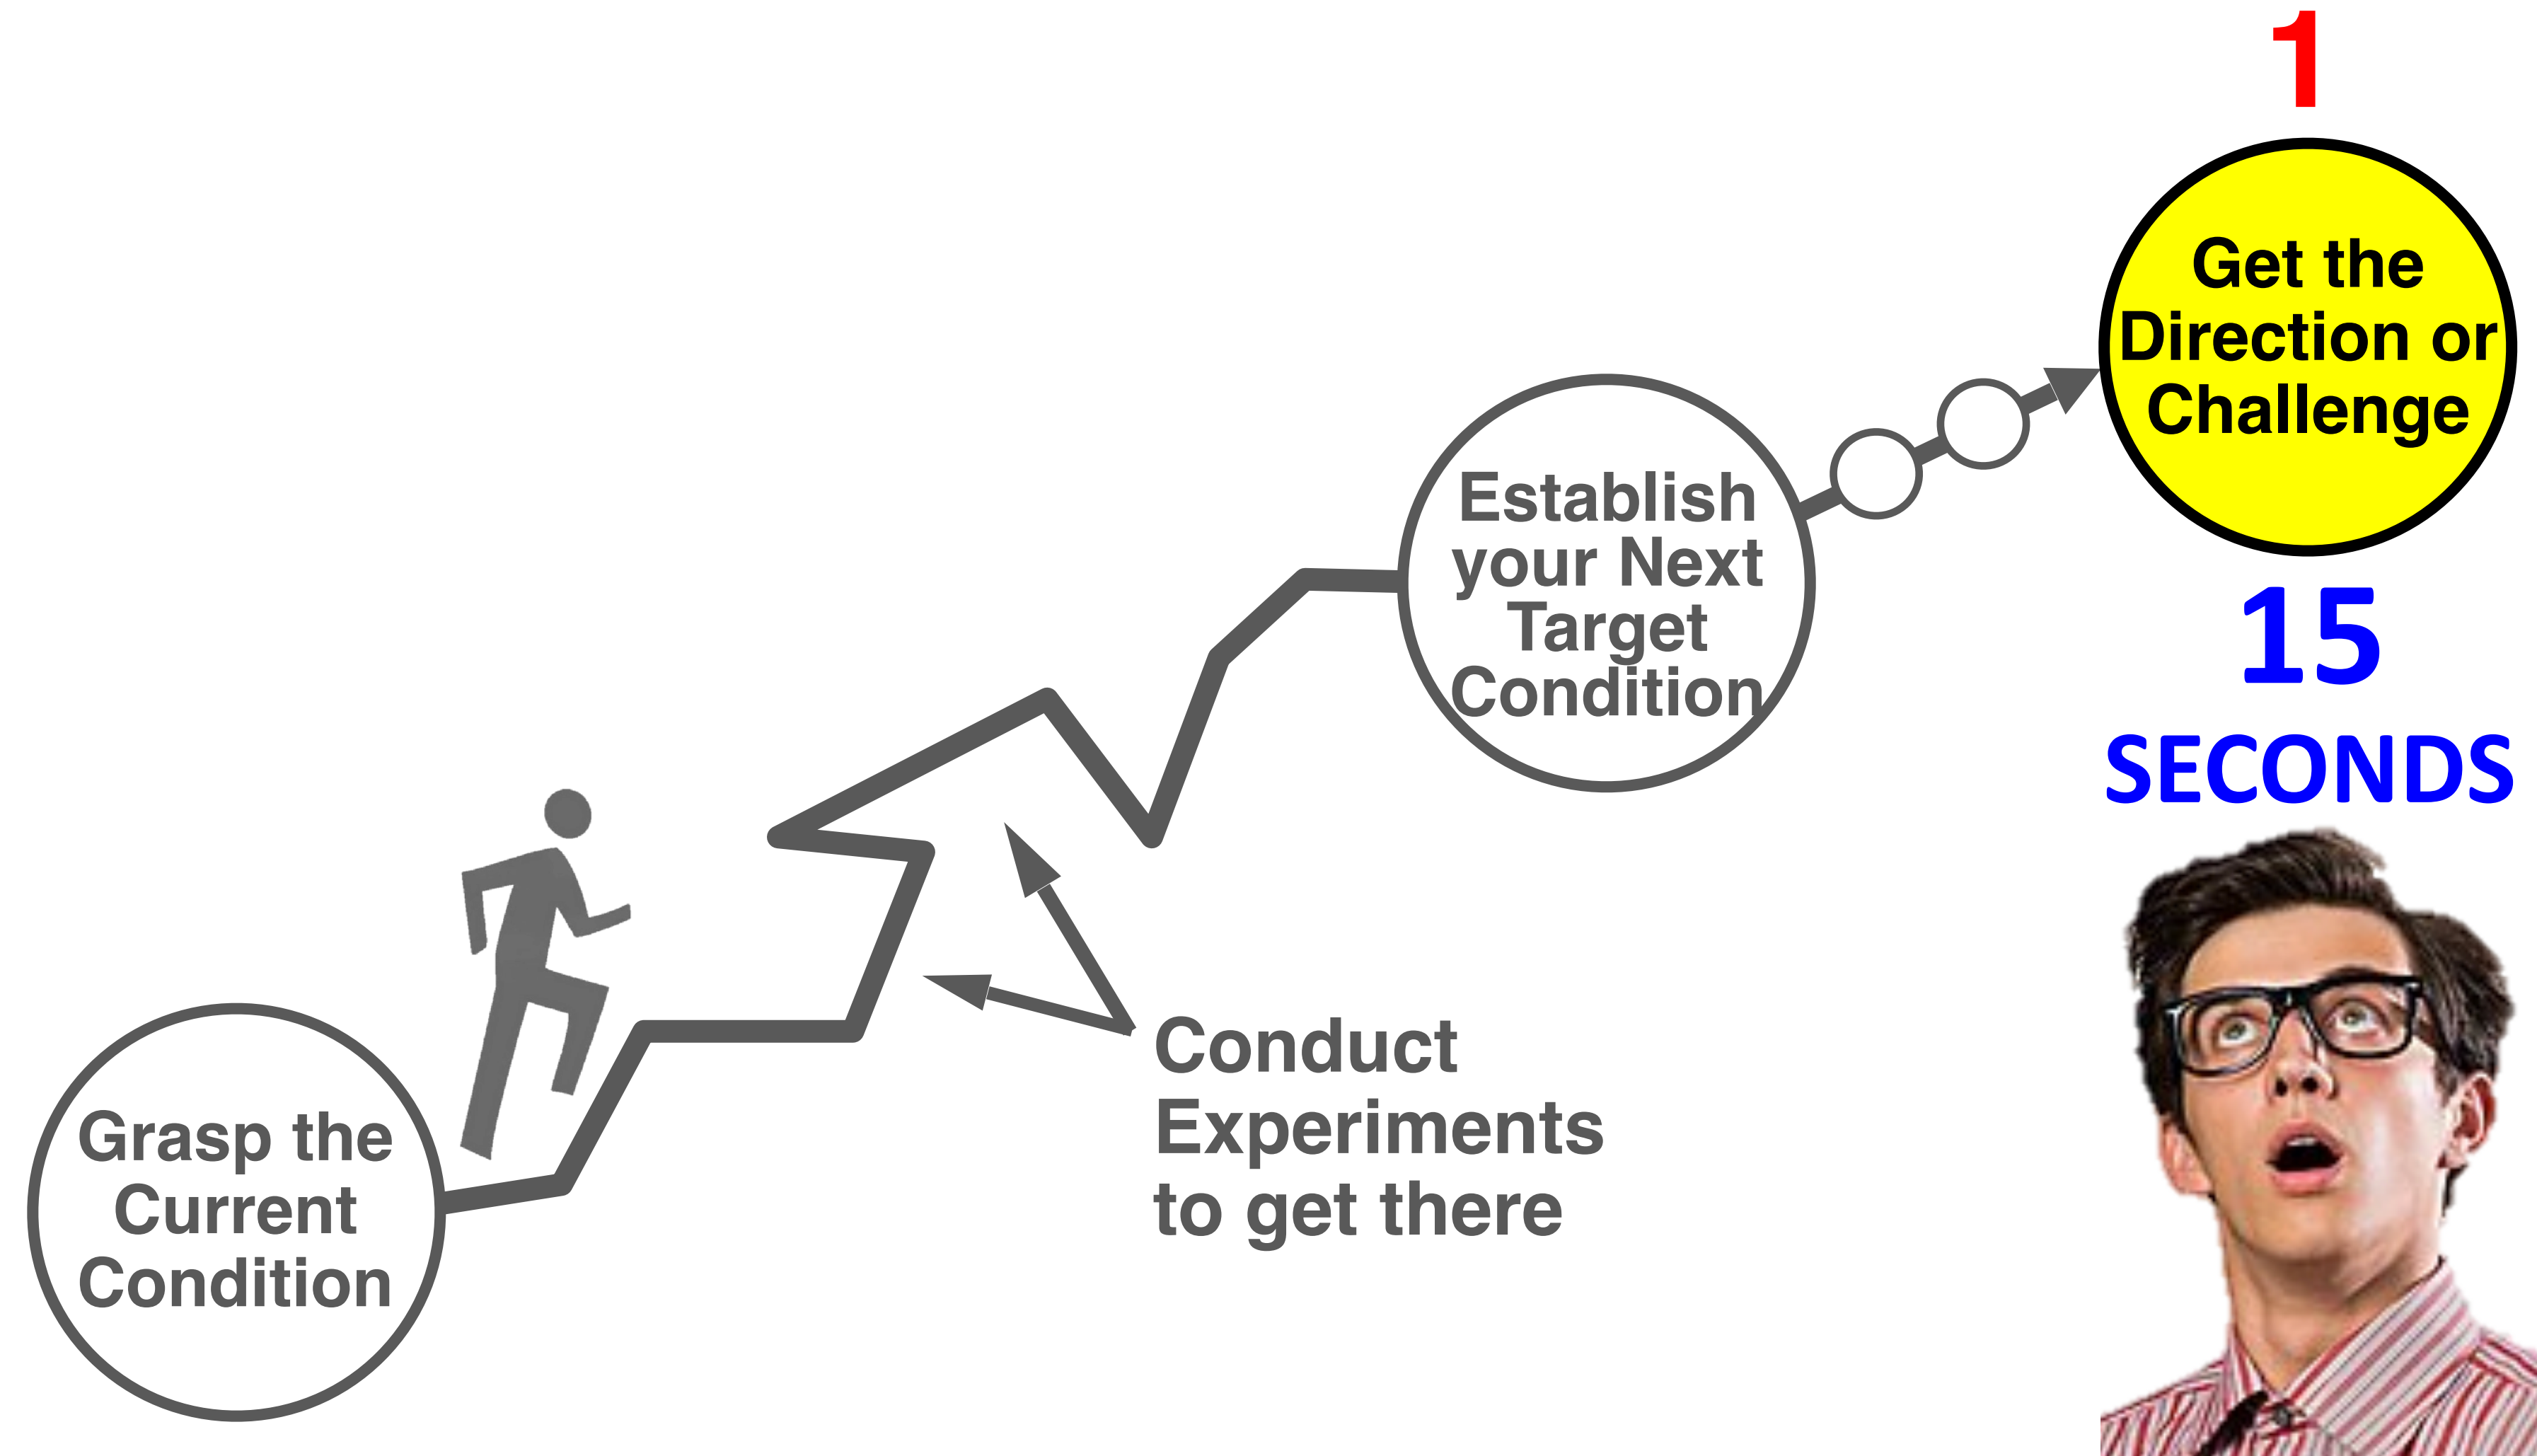 1
Get the
Direction or
Challenge
15
SECONDS
Establish
your Next
Target
Condition
Conduct
Experiments
to get there
Grasp the
Current
Condition